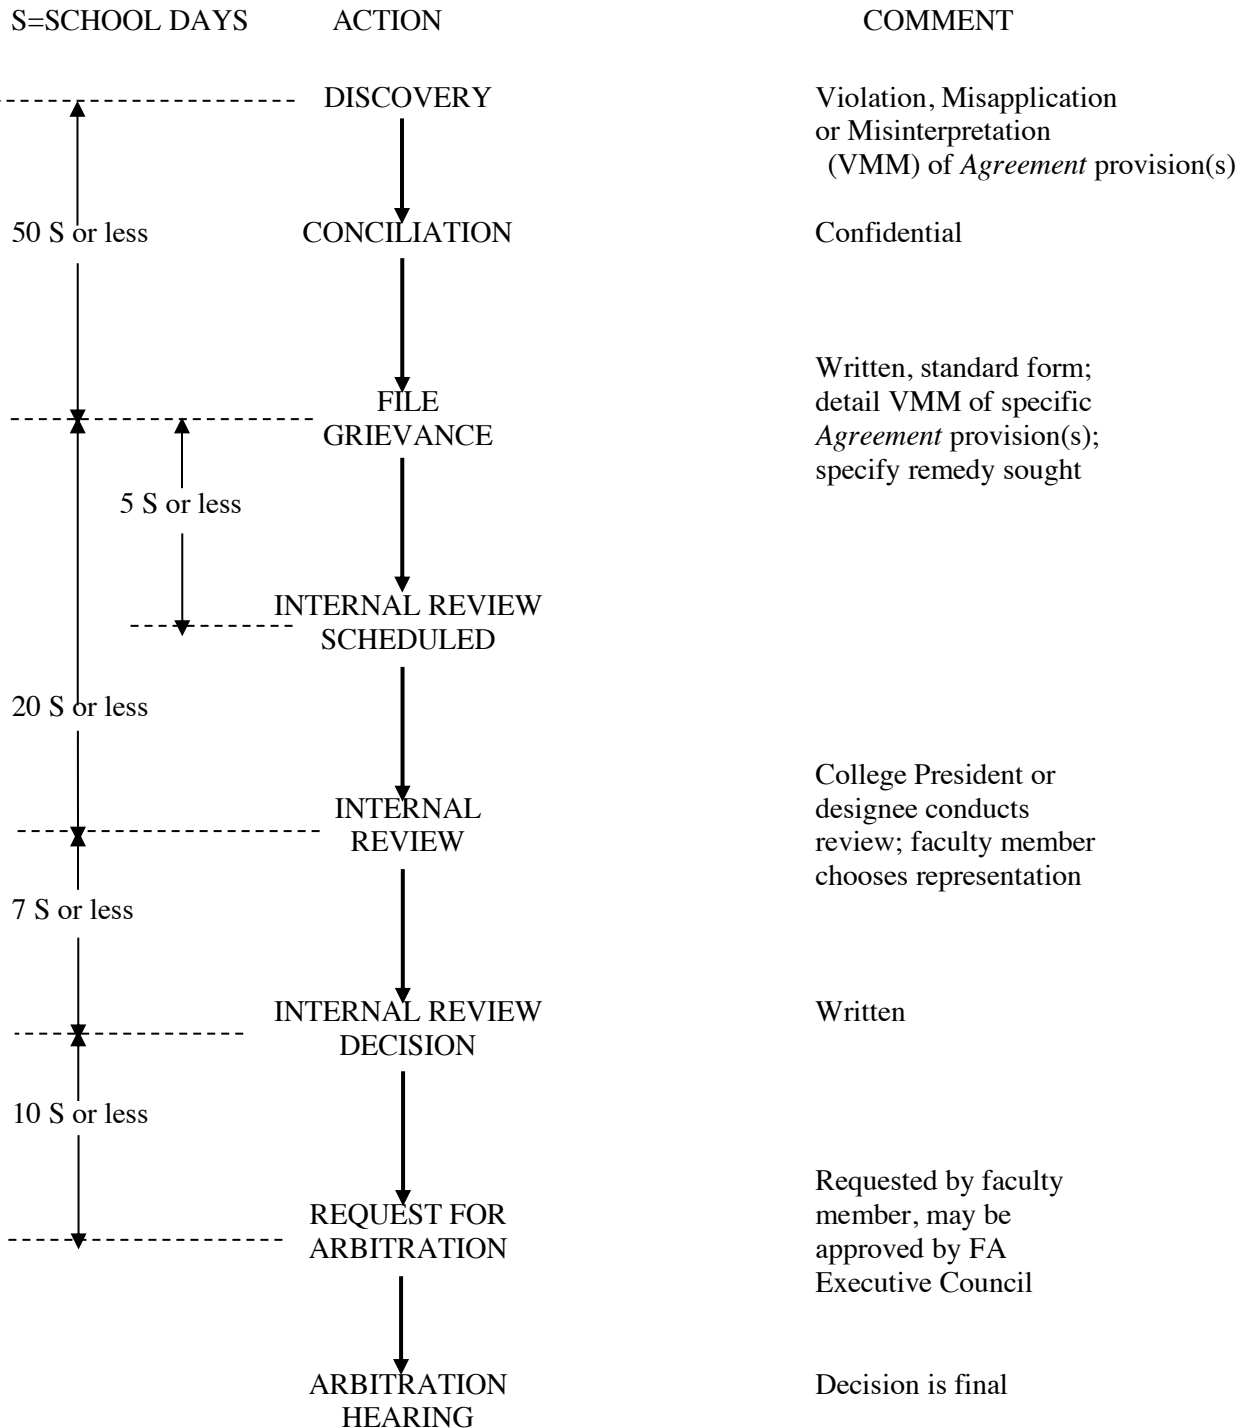 S=SCHOOL DAYS ACTION COMMENT
DISCOVERY Violation, Misapplication
or Misinterpretation
(VMM) of Agreement provision(s)
50 S or less CONCILIATION Confidential
Written, standard form;
FILE detail VMM of specific
GRIEVANCE Agreement provision(s);
specify remedy sought
5 S or less
INTERNAL REVIEW
SCHEDULED
20 S or less
College President or
INTERNAL designee conducts
REVIEW review; faculty member
chooses representation
7 S or less
INTERNAL REVIEW Written
DECISION
10 S or less
Requested by faculty
REQUEST FOR member, may be
ARBITRATION approved by FA
Executive Council
ARBITRATION Decision is final
HEARING